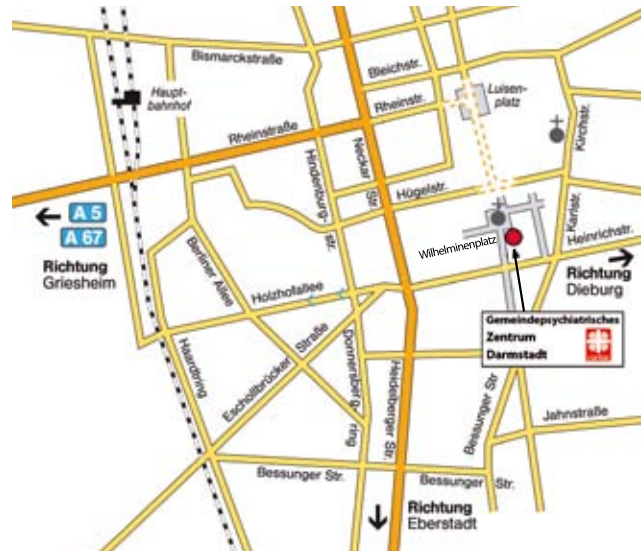 Bismarckstraße
Bleichstr.
Haupt-
bahnhof
Luisen-
platz
Rheinstr.
Rheinstraße
Kirchstr.
Hindenburg-
str.
Neckar Str.
Hügelstr.
Karlstr.
A 5
A 67
Wilhelminenplatz
Heinrichstr.
Richtung
Griesheim
Berliner Allee
Holzhofallee
Richtung
Dieburg
Gemeindepsychiatrisches
Zentrum
Darmstadt
Haardtring
Eschollbrücker Straße
Donnersberg-
ring
Heidelberger Str.
Bessunger Str
Jahnstraße
Bessunger Str.
Bessunger Str.
Richtung
Eberstadt